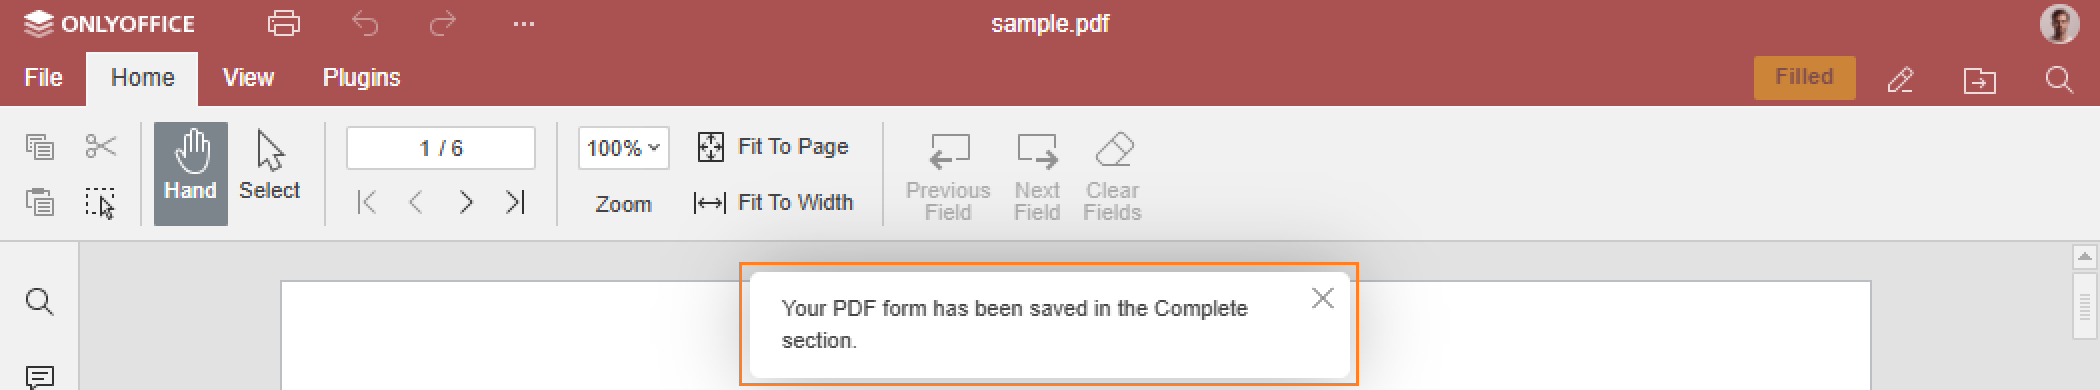 ONLYOFFICE
sample.pdf
File
Home
View
Plugins
Filled
Hand
Select
1 / 6
100%
Zoom
Fit To Page
Fit To Width
Previous
Field
Next
Field
Clear
Fields
Your PDF form has been saved in the Complete
section.